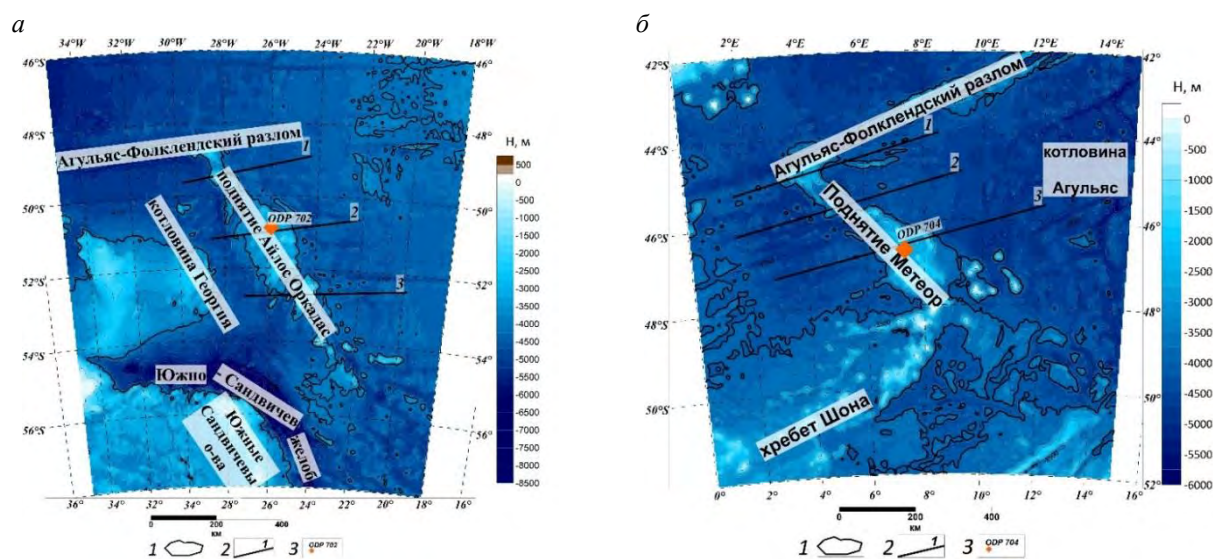 а
34°W 32°W 30°W 28°W 26°W 24°W 22°W 20°W 18°W
46°S
46°
48°S
48°
50°S
50°
52°S
52°
54°S
54°
56°S
56°
36° 34° 32° 30° 28° 26° 24° 22° 20° 18° 16°
Агульяс-Фолклендский разлом
1
поднятие Айлос Оркадас
ODP 702
2
котловина Георгия
3
Южно
- Сандвичев
желоб
Южные
Сандвичевы
о-ва
H, м
500
0
-500
-1000
-1500
-2000
-2500
-3000
-3500
-4000
-4500
-5000
-5500
-6000
-6500
-7000
-7500
-8000
-8500
0 200 400
км
1 2 1 3 ODP 702
б
2°E 4°E 6°E 8°E 10°E 12°E 14°E
42°S
42°
44°S
44°
46°S
46°
48°S
48°
50°S
50°
52°
0° 2° 4° 6° 8° 10° 12° 14° 16°
Агульяс-Фолклендский разлом
1
2
котловина
Агульяс
3
Поднятие Метеор
ODP 704
хребет Шона
H, м
0
-500
-1000
-1500
-2000
-2500
-3000
-3500
-4000
-4500
-5000
-5500
-6000
0 200 400
км
1 2 1 3 ODP 704